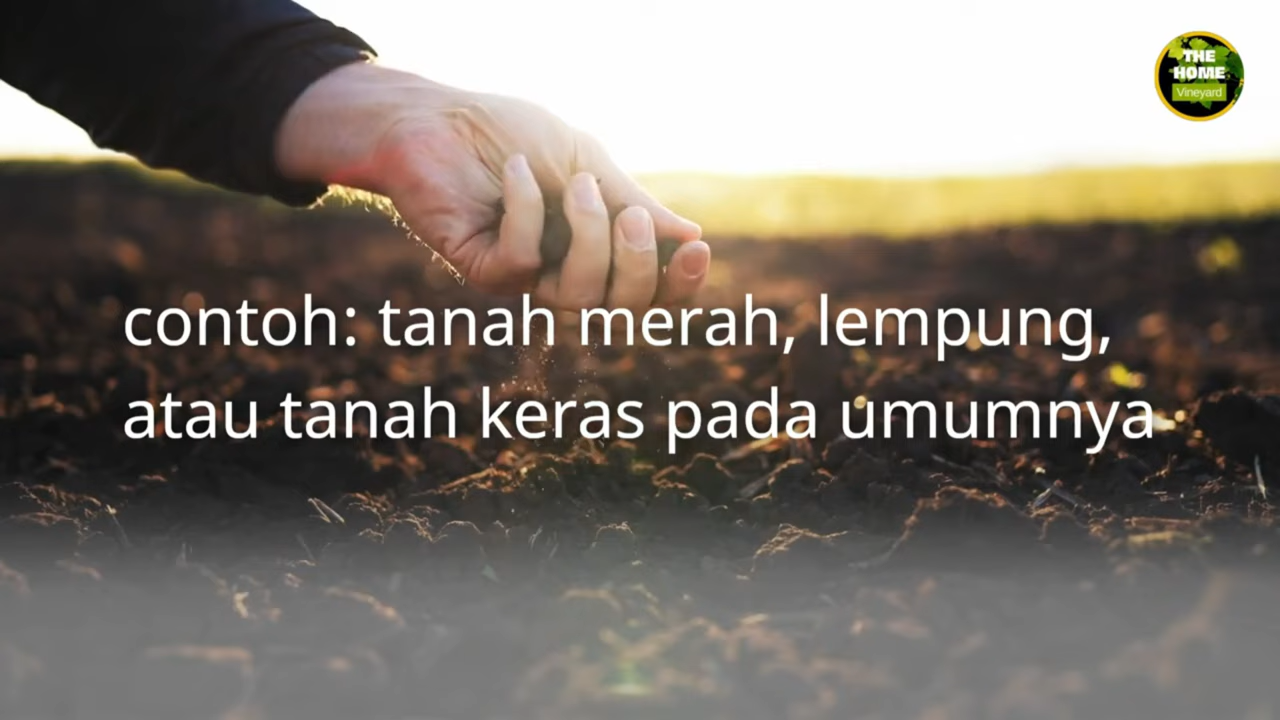 THE
HOME
Vineyard
contoh: tanah merah, lempung,
atau tanah keras pada umumnya